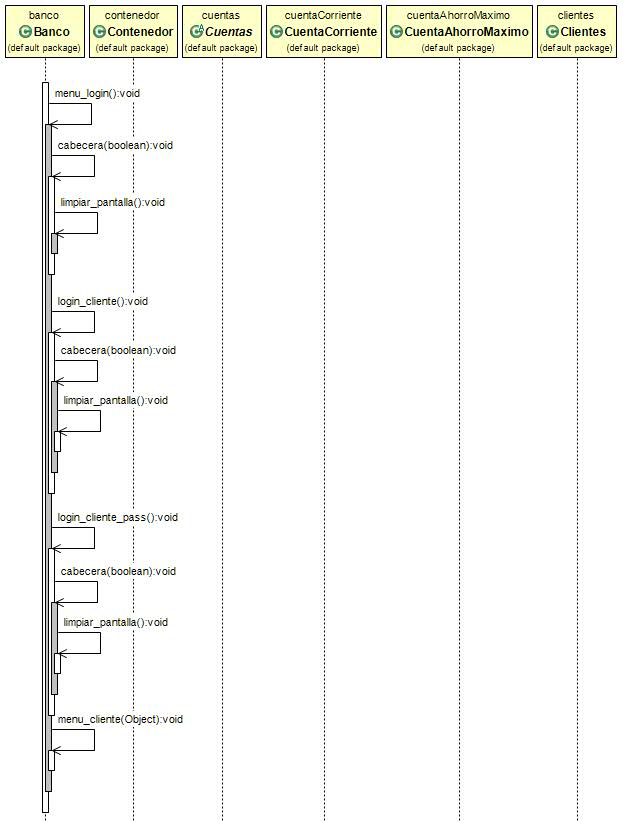 banco
Banco
(default package)
contenedor
Contenedor
(default package)
cuentas
Cuentas
(default package)
cuentaCorriente
CuentaCorriente
(default package)
cuentaAhorroMaximo
CuentaAhorroMaximo
(default package)
clientes
Clientes
(default package)
menu_login():void
cabecera(boolean):void
limpiar_pantalla():void
login_cliente():void
cabecera(boolean):void
limpiar_pantalla():void
login_cliente_pass():void
cabecera(boolean):void
limpiar_pantalla():void
menu_cliente(Object):void